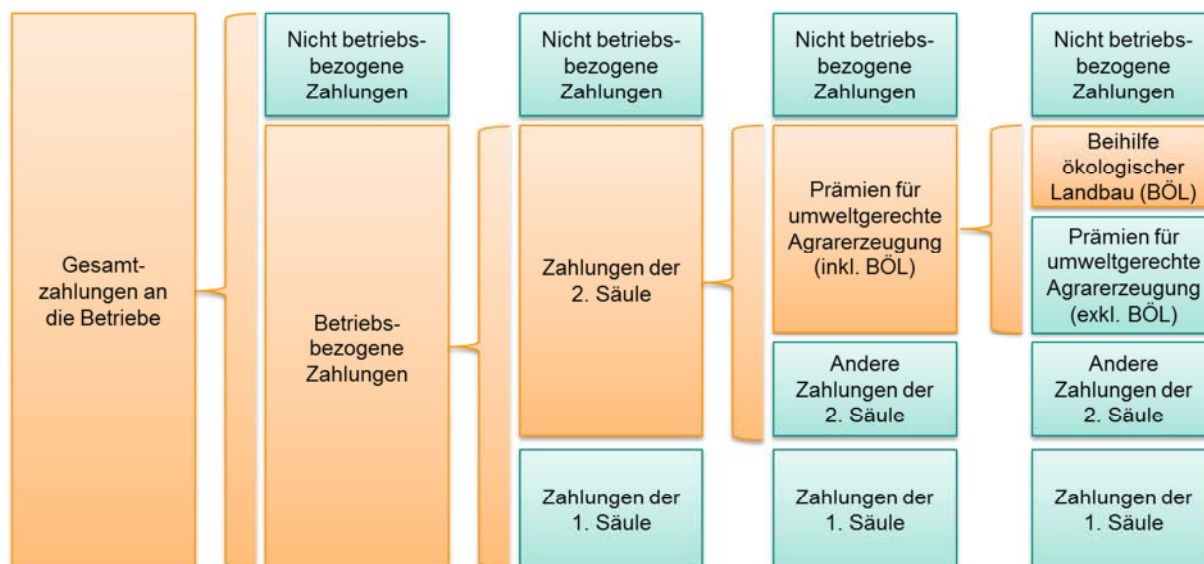 Gesamt-
zahlungen an
die Betriebe
Nicht betriebs-
bezogene
Zahlungen
Betriebs-
bezogene
Zahlungen
Nicht betriebs-
bezogene
Zahlungen
Zahlungen der
2. Säule
Zahlungen der
1. Säule
Nicht betriebs-
bezogene
Zahlungen
Prämien für
umweltgerechte
Agrarerzeugung
(inkl. BÖL)
Andere
Zahlungen der
2. Säule
Zahlungen der
1. Säule
Nicht betriebs-
bezogene
Zahlungen
Beihilfe
ökologischer
Landbau (BÖL)
Prämien für
umweltgerechte
Agrarerzeugung
(exkl. BÖL)
Andere
Zahlungen der
2. Säule
Zahlungen der
1. Säule